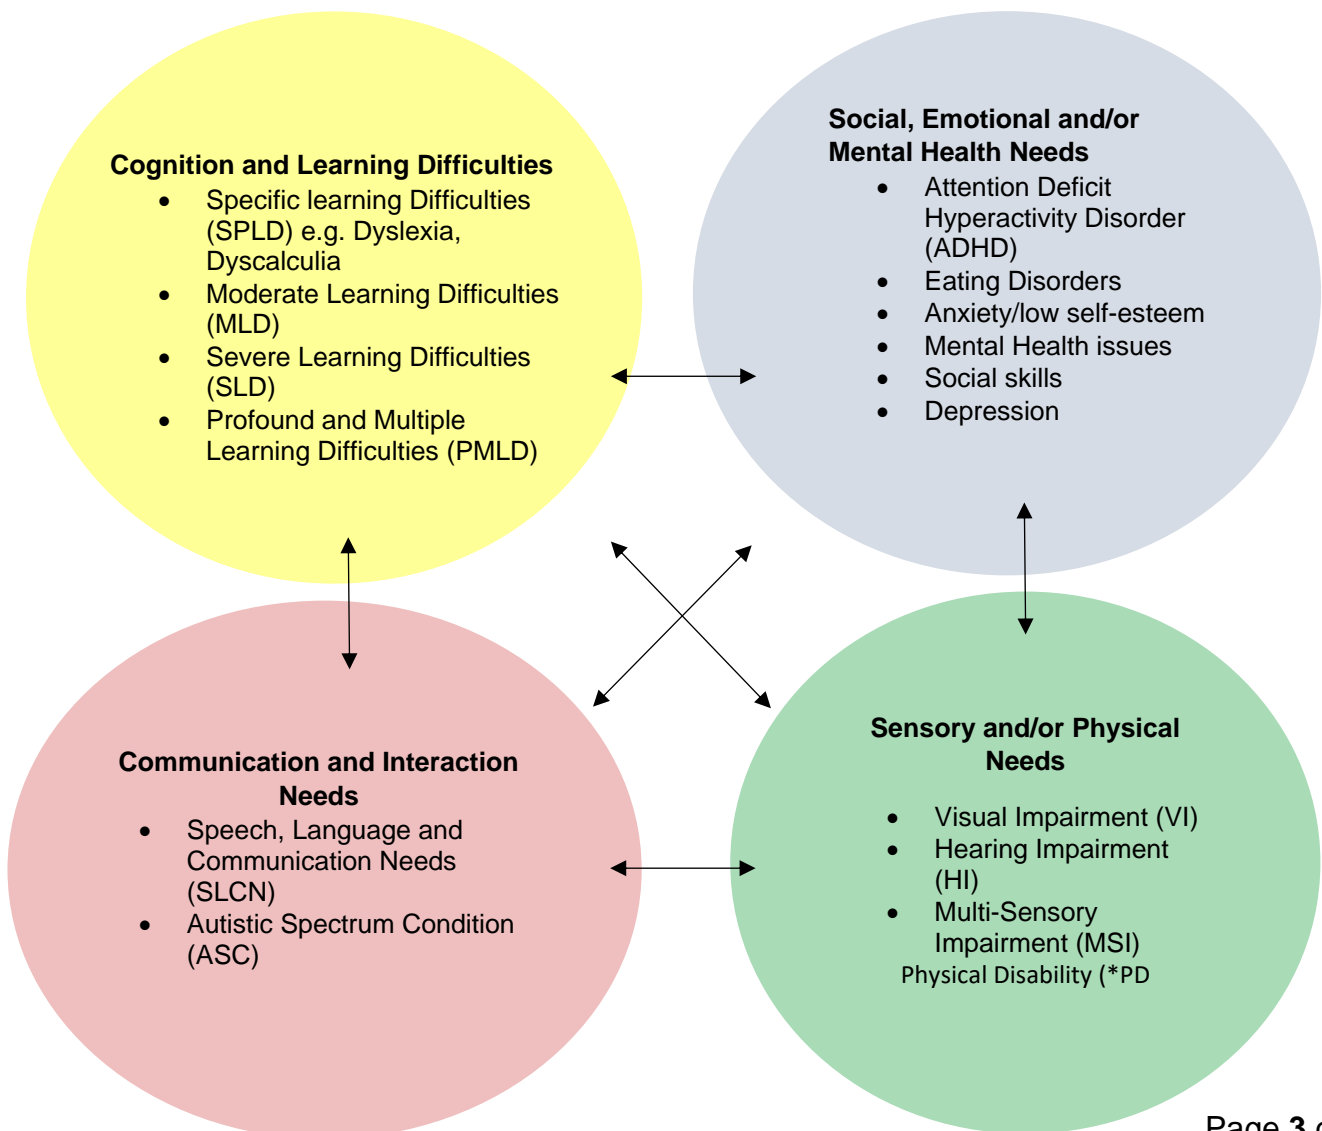 Cognition and Learning Difficulties
• Specific learning Difficulties
(SPLD) e.g. Dyslexia,
Dyscalculia
• Moderate Learning Difficulties
(MLD)
• Severe Learning Difficulties
(SLD)
• Profound and Multiple
Learning Difficulties (PMLD)
Social, Emotional and/or
Mental Health Needs
• Attention Deficit
Hyperactivity Disorder
(ADHD)
• Eating Disorders
• Anxiety/low self-esteem
• Mental Health issues
• Social skills
• Depression
Communication and Interaction
Needs
• Speech, Language and
Communication Needs
(SLCN)
• Autistic Spectrum Condition
(ASC)
Sensory and/or Physical
Needs
• Visual Impairment (VI)
• Hearing Impairment
(HI)
• Multi-Sensory
Impairment (MSI)
Physical Disability (*PD
Page 3